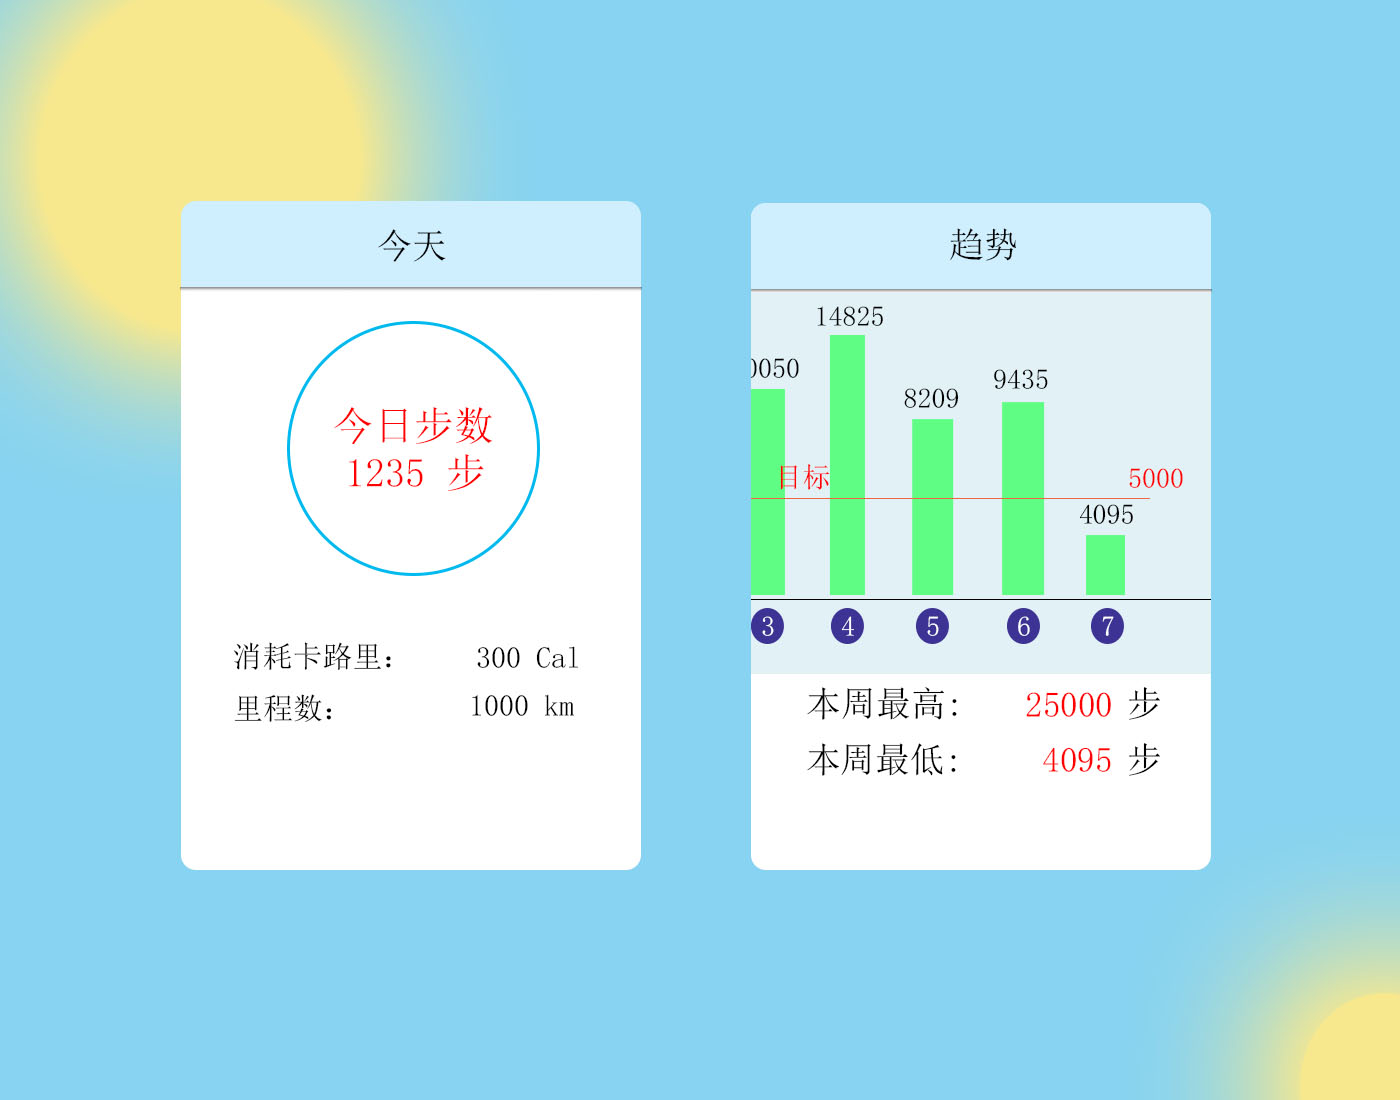 今天
今日步数
1235 步
消耗卡路里：
300 Cal
里程数：
1000 km
趋势
14825
0050
9435
8209
目标
5000
4095
3 4 5 6 7
本周最高: 25000 步
本周最低: 4095 步